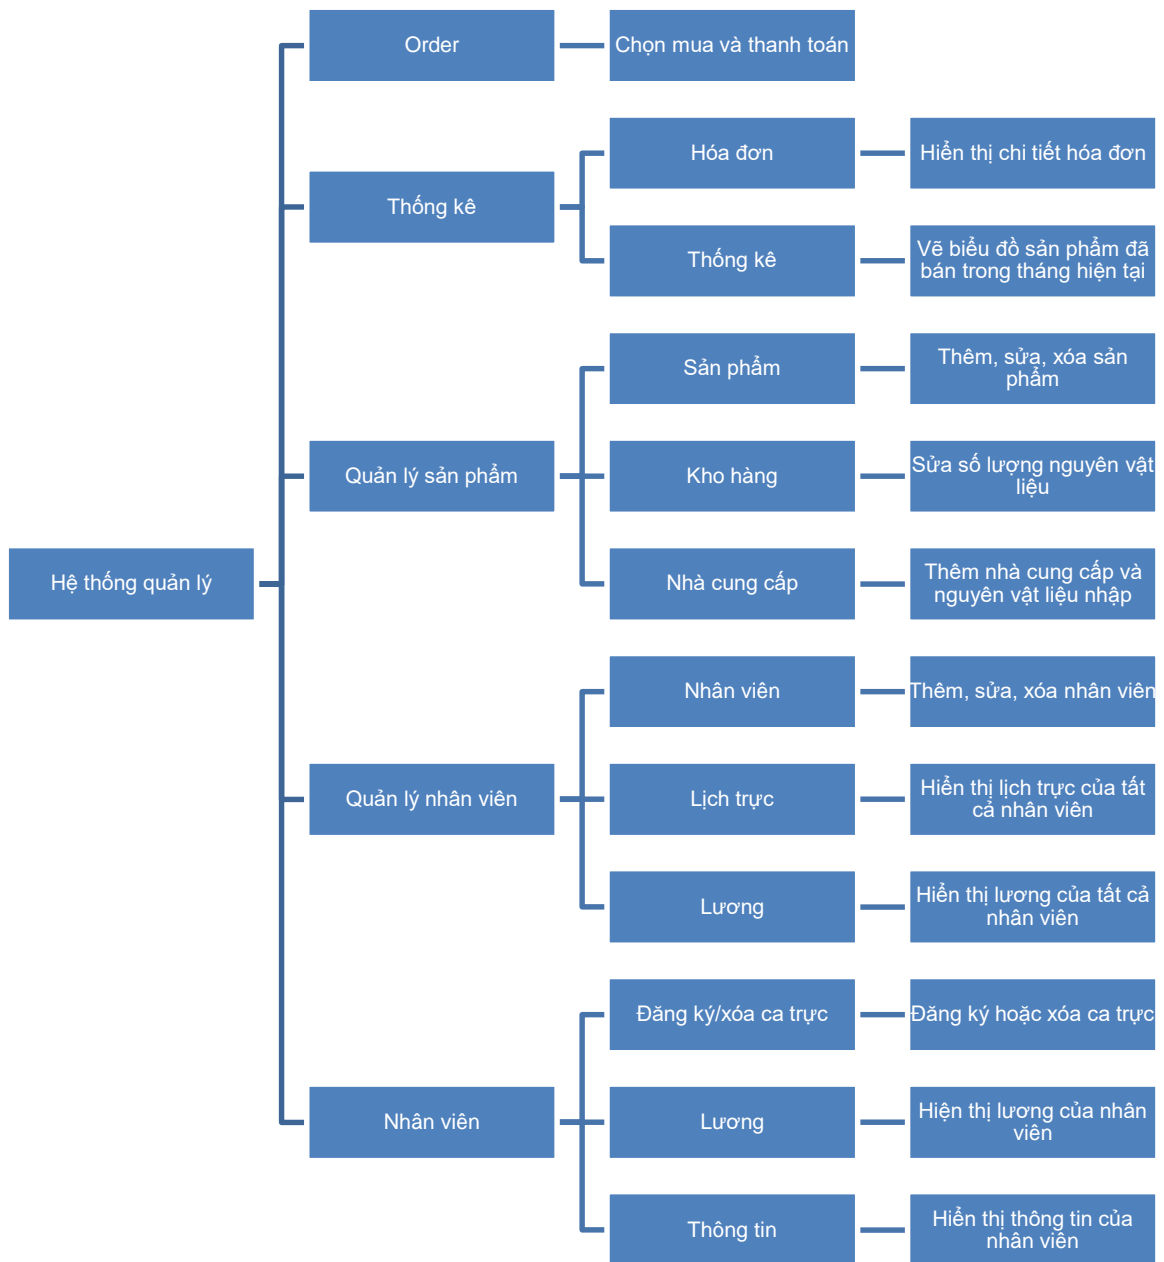 Order
Chọn mua và thanh toán
Hóa đơn
Hiển thị chi tiết hóa đơn
Thống kê
Thống kê
Vẽ biểu đồ sản phẩm đã
bán trong tháng hiện tại
Sản phẩm
Thêm, sửa, xóa sản
phẩm
Quản lý sản phẩm
Kho hàng
Sửa số lượng nguyên vật
liệu
Hệ thống quản lý
Nhà cung cấp
Thêm nhà cung cấp và
nguyên vật liệu nhập
Nhân viên
Thêm, sửa, xóa nhân viên
Quản lý nhân viên
Lịch trực
Hiển thị lịch trực của tất
cả nhân viên
Lương
Hiển thị lương của tất cả
nhân viên
Đăng ký/xóa ca trực
Đăng ký hoặc xóa ca trực
Nhân viên
Lương
Hiện thị lương của nhân
viên
Thông tin
Hiển thị thông tin của
nhân viên